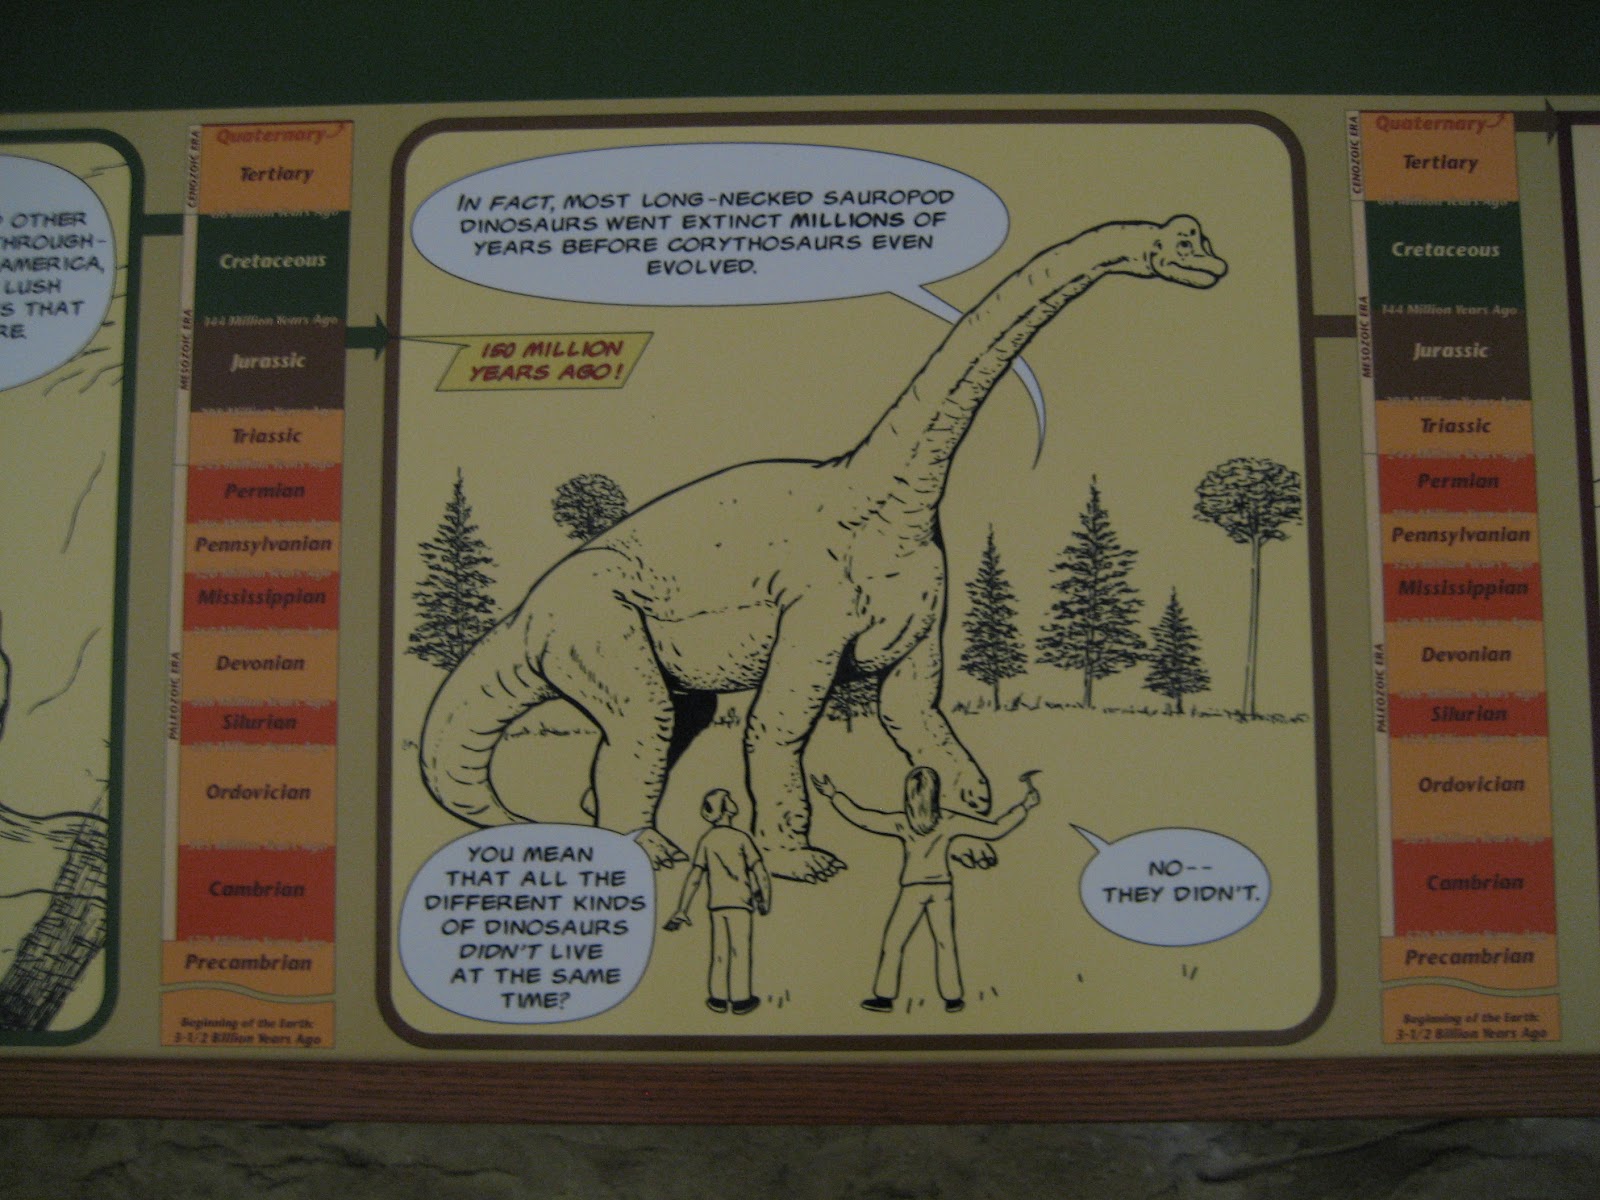 OTHER
THROUGH-
AMERICA,
LUSH
THAT
CENOZOIC ERA
MESOZOIC ERA
PALEOZOIC ERA
Quaternary
Tertiary
Cretaceous
144 Million Years Ago
Jurassic
Million Years Ago
Triassic
Permian
Pennsylvanian
Mississippian
Devonian
Silurian
Ordovician
Cambrian
Precambrian
Beginning of the Earth:
3-1/2 Billion Years Ago
IN FACT, MOST LONG-NECKED SAUROPOD
DINOSAURS WENT EXTINCT MILLIONS OF
YEARS BEFORE CORYTHOSAURS EVEN
EVOLVED.
150 MILLION
YEARS AGO!
YOU MEAN
THAT ALL THE
DIFFERENT KINDS
OF DINOSAURS
DIDN'T LIVE
AT THE SAME
TIME?
NO--
THEY DIDN'T.
CENOZOIC ERA
MESOZOIC ERA
PALEOZOIC ERA
Quaternary
Tertiary
Cretaceous
144 Million Years Ago
Jurassic
Triassic
Permian
Pennsylvanian
Mississippian
Devonian
Silurian
Ordovician
Cambrian
Precambrian
Beginning of the Earth:
3-1/2 Billion Years Ago